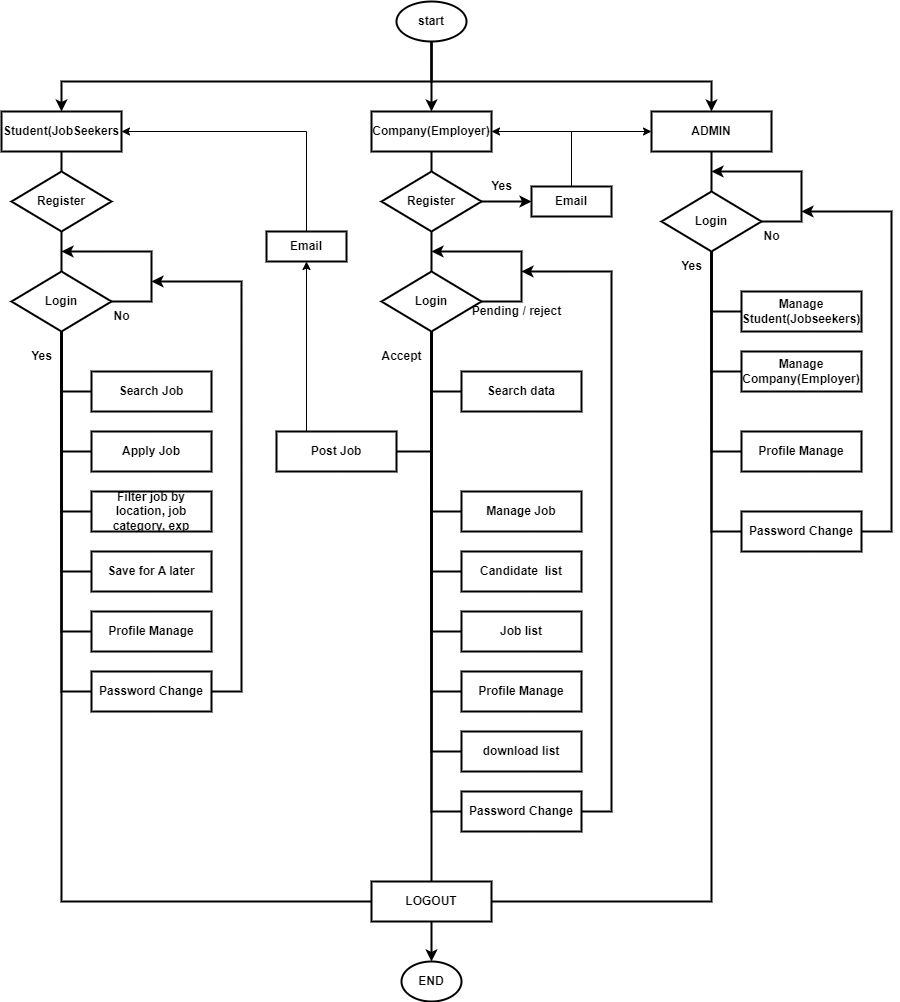 start
Student(JobSeekers
Company(Employer)
ADMIN
Register
Register
Yes
Email
Login
No
Yes
Email
Login
No
Yes
Login
Pending / reject
Accept
Manage
Student(Jobseekers)
Manage
Company(Employer)
Search Job
Search data
Apply Job
Post Job
Profile Manage
Filter job by
location, job
category, exp
Manage Job
Password Change
Save for A later
Candidate  list
Profile Manage
Job list
Password Change
Profile Manage
download list
Password Change
LOGOUT
END